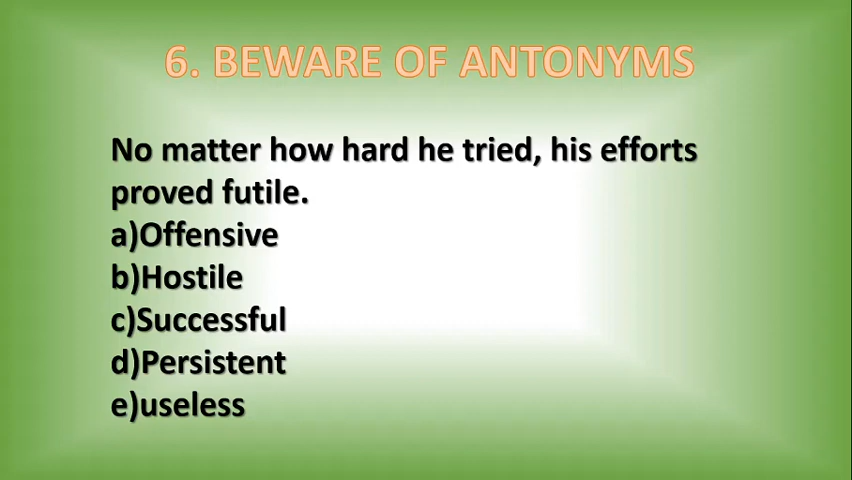 6. BEWARE OF ANTONYMS
No matter how hard he tried, his efforts
proved futile.
a)Offensive
b)Hostile
c)Successful
d)Persistent
e)useless